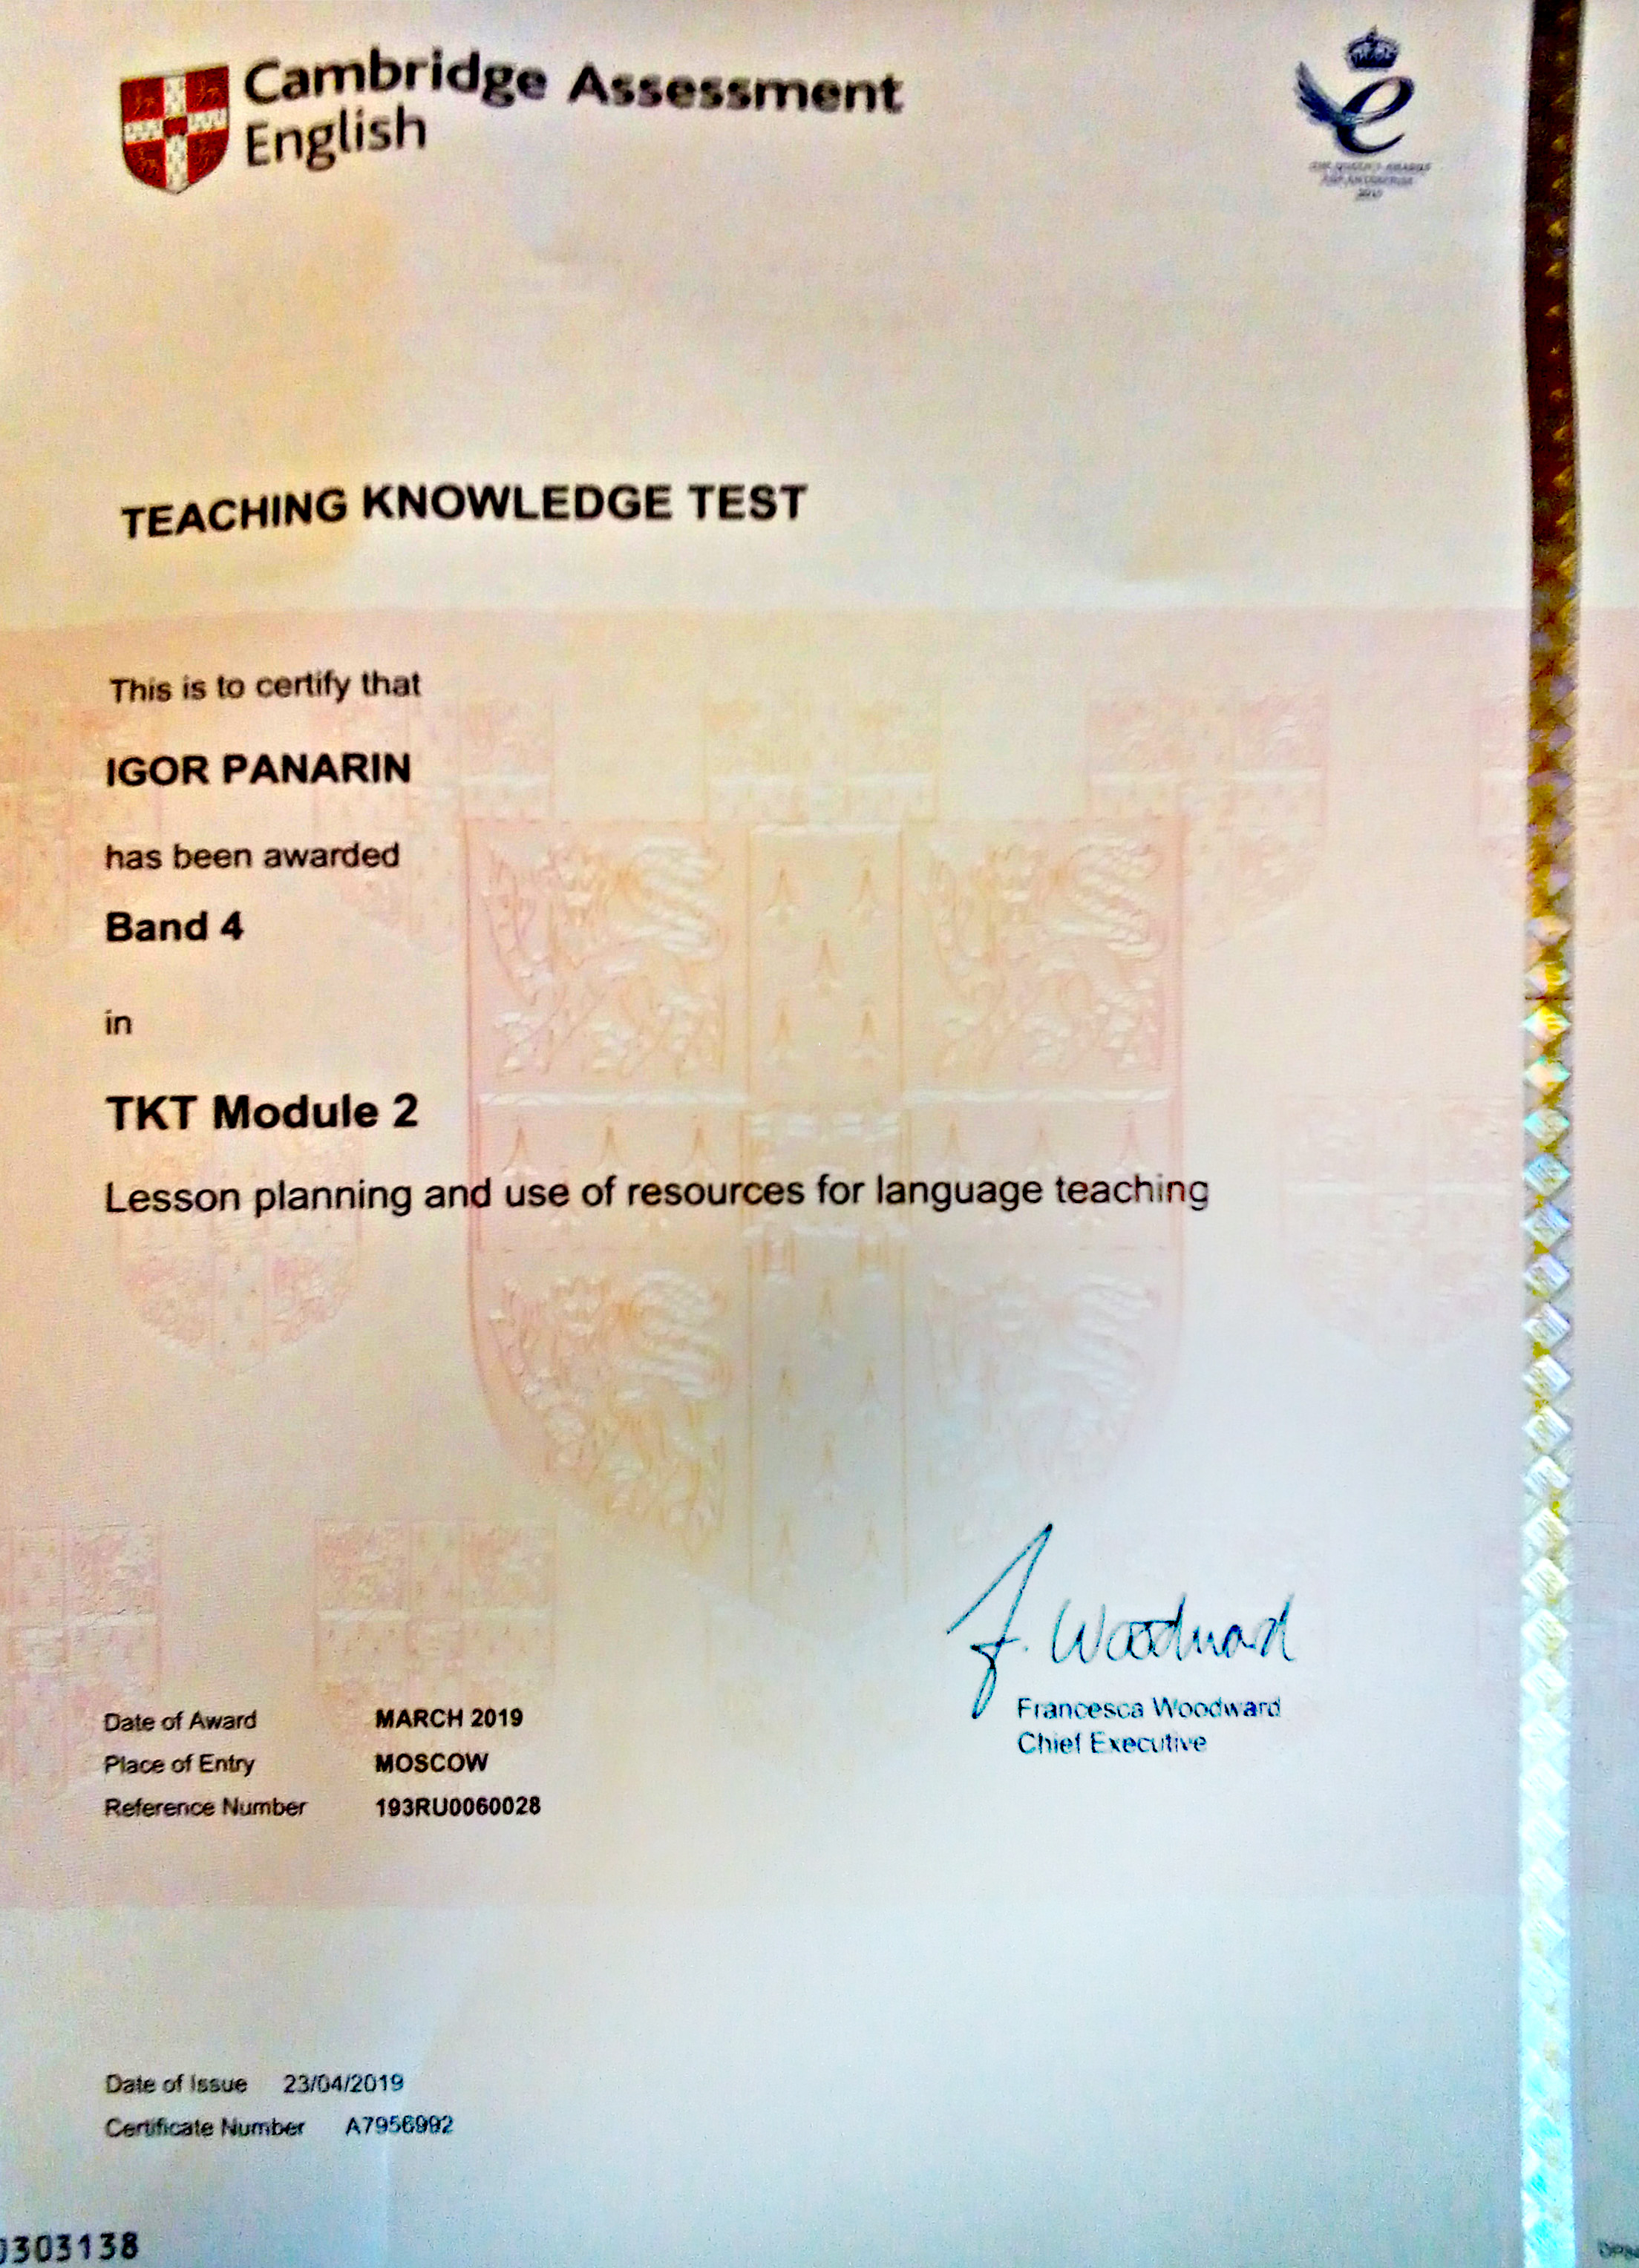 Cambridge Assessment
English
TEACHING KNOWLEDGE TEST
This is to certify that
IGOR PANARIN
has been awarded
Band 4
in
TKT Module 2
Lesson planning and use of resources for language teaching
F. Woodward
Francesca Woodward
Chief Executive
Date of Award MARCH 2019
Place of Entry MOSCOW
Reference Number 193RU0060028
Date of Issue 23/04/2019
Certificate Number A7956992
0303138